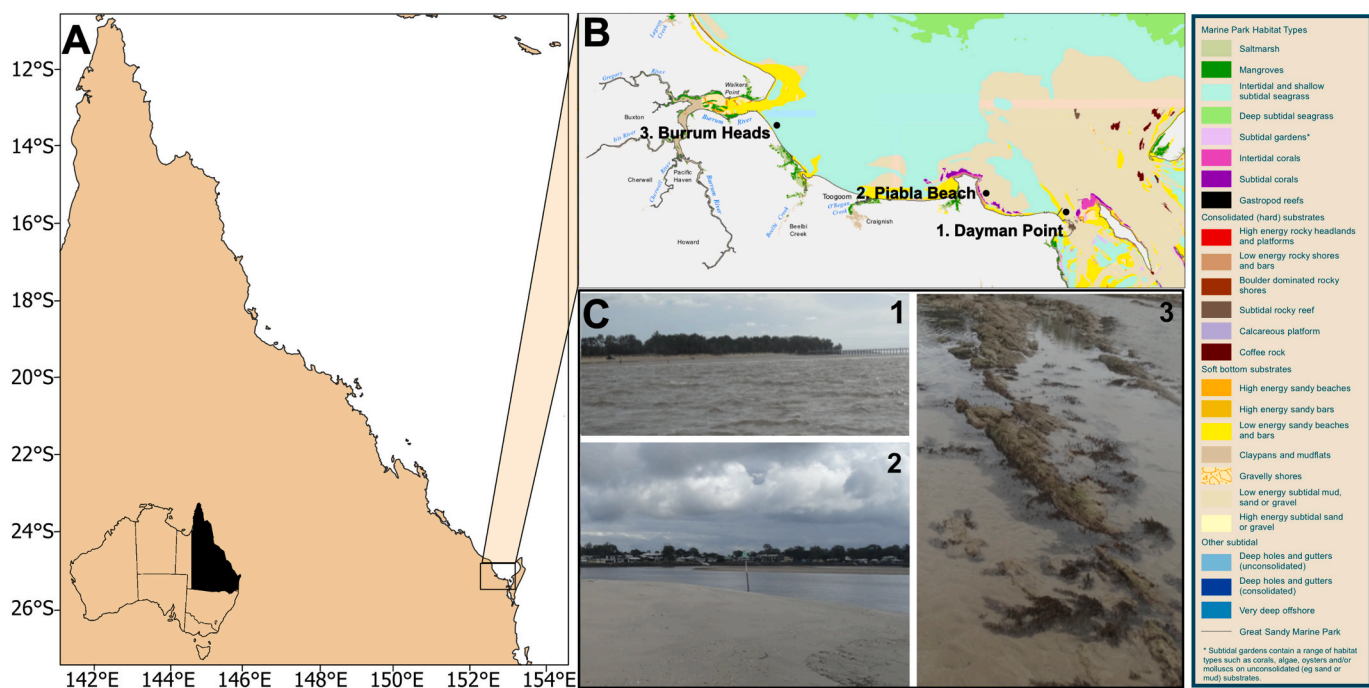 A
12°S
14°S
16°S
18°S
20°S
22°S
24°S
26°S
142°E
144°E
146°E
148°E
150°E
152°E
154°E
B
Lagoon
Creek
Gregory
River
Walkers
Point
Buxton
Burrum
River
3. Burrum Heads
Isis River
Cherwell
Cherwell
River
Pacific
Haven
Burrum River
Howard
Beelbi
Creek
Beelbi
Creek
Toogoom
O'Regan
Creek
Craignish
2. Piabla Beach
1. Dayman Point
C
1
2
3
Marine Park Habitat Types
Saltmarsh
Mangroves
Intertidal and shallow
subtidal seagrass
Deep subtidal seagrass
Subtidal gardens*
Intertidal corals
Subtidal corals
Gastropod reefs
Consolidated (hard) substrates
High energy rocky headlands
and platforms
Low energy rocky shores
and bars
Boulder dominated rocky
shores
Subtidal rocky reef
Calcareous platform
Coffee rock
Soft bottom substrates
High energy sandy beaches
High energy sandy bars
Low energy sandy beaches
and bars
Claypans and mudflats
Gravelly shores
Low energy subtidal mud,
sand or gravel
High energy subtidal sand
or gravel
Other subtidal
Deep holes and gutters
(unconsolidated)
Deep holes and gutters
(consolidated)
Very deep offshore
Great Sandy Marine Park
* Subtidal gardens contain a range of habitat
types such as corals, algae, oysters and/or
molluscs on unconsolidated (eg sand or
mud) substrates.